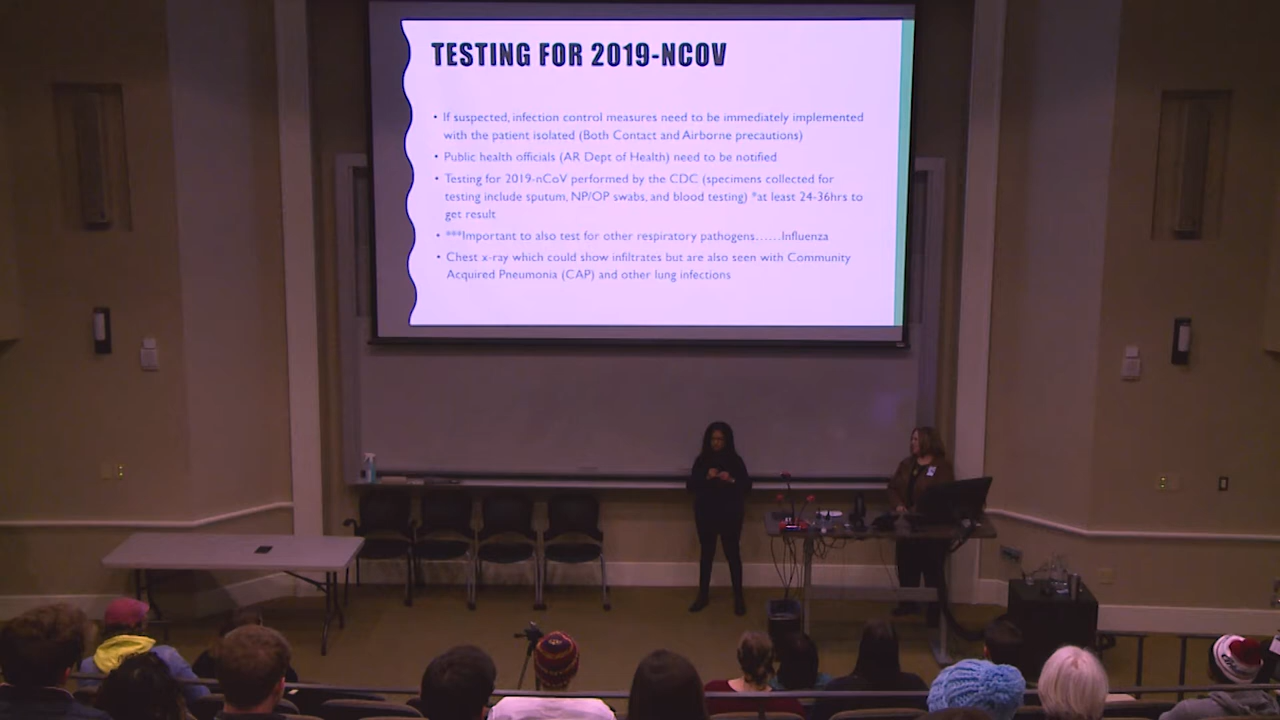 TESTING FOR 2019-NCOV
• If suspected, infection control measures need to be immediately implemented
with the patient isolated (Both Contact and Airborne precautions)
• Public health officials (AR Dept of Health) need to be notified
• Testing for 2019-nCoV performed by the CDC (specimens collected for
testing include sputum, NP/OP swabs, and blood testing) *at least 24-36hrs to
get result
• ***Important to also test for other respiratory pathogens……Influenza
• Chest x-ray which could show infiltrates but are also seen with Community
Acquired Pneumonia (CAP) and other lung infections